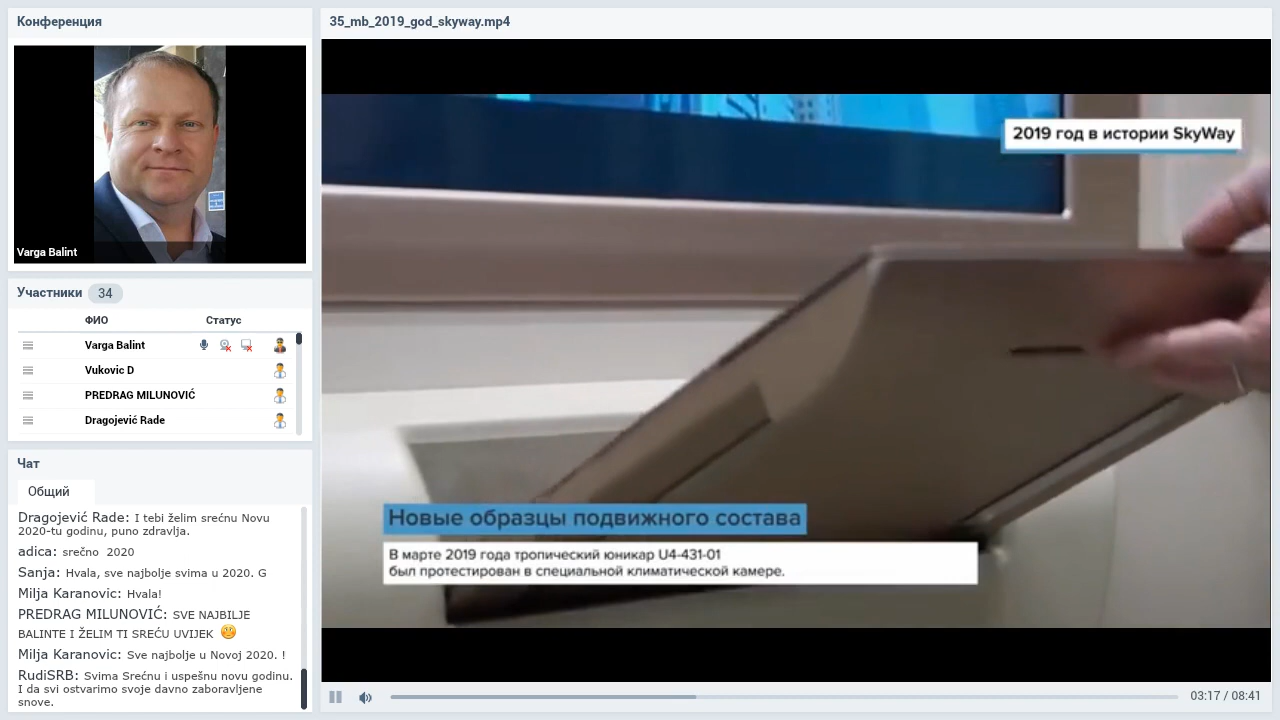 Конференция
Varga Balint
Участники 34
ФИО Статус
Varga Balint
Vukovic D
PREDRAG MILUNOVIĆ
Dragojević Rade
Чат
Общий
Dragojević Rade: I tebi želim srećnu Novu
2020-tu godinu, puno zdravlja.
adica: srečno 2020
Sanja: Hvala, sve najbolje svima u 2020. G
Milja Karanovic: Hvala!
PREDRAG MILUNOVIĆ: SVE NAJBILJE
BALINTE I ŽELIM TI SREĆU UVIJEK
Milja Karanovic: Sve najbolje u Novoj 2020. !
RudiSRB: Svima Srećnu i uspešnu novu godinu.
I da svi ostvarimo svoje davno zaboravljene
snove.
35_mb_2019_god_skyway.mp4
2019 год в истории SkyWay
Новые образцы подвижного состава
В марте 2019 года тропический юникар U4-431-01
был протестирован в специальной климатической камере.
03:17 / 08:41